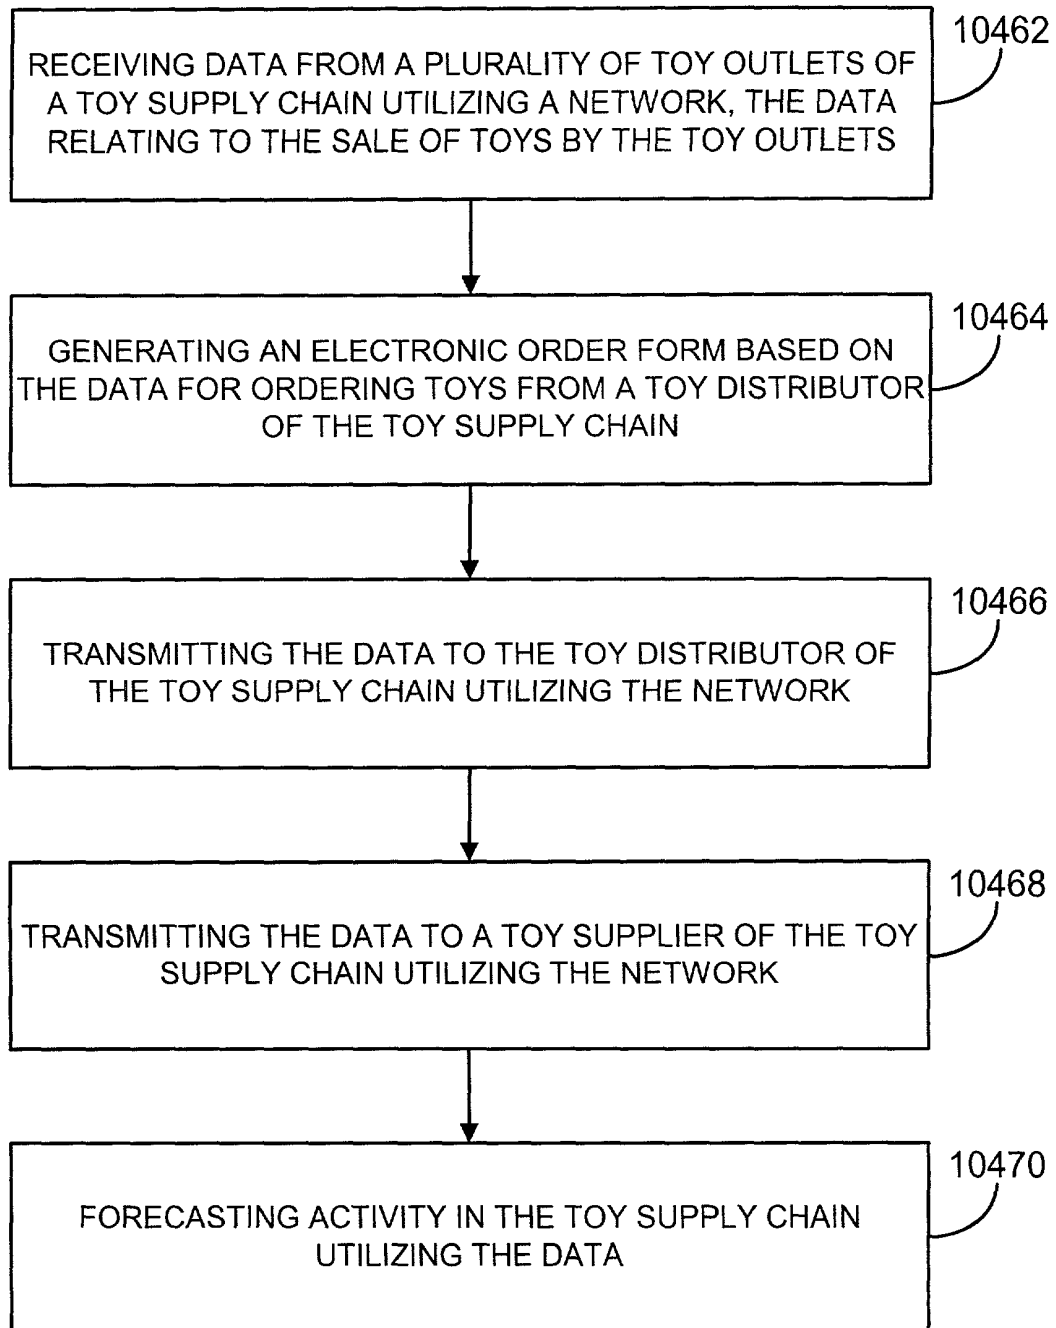 10462
RECEIVING DATA FROM A PLURALITY OF TOY OUTLETS OF
A TOY SUPPLY CHAIN UTILIZING A NETWORK, THE DATA
RELATING TO THE SALE OF TOYS BY THE TOY OUTLETS
10464
GENERATING AN ELECTRONIC ORDER FORM BASED ON
THE DATA FOR ORDERING TOYS FROM A TOY DISTRIBUTOR
OF THE TOY SUPPLY CHAIN
10466
TRANSMITTING THE DATA TO THE TOY DISTRIBUTOR OF
THE TOY SUPPLY CHAIN UTILIZING THE NETWORK
10468
TRANSMITTING THE DATA TO A TOY SUPPLIER OF THE TOY
SUPPLY CHAIN UTILIZING THE NETWORK
10470
FORECASTING ACTIVITY IN THE TOY SUPPLY CHAIN
UTILIZING THE DATA